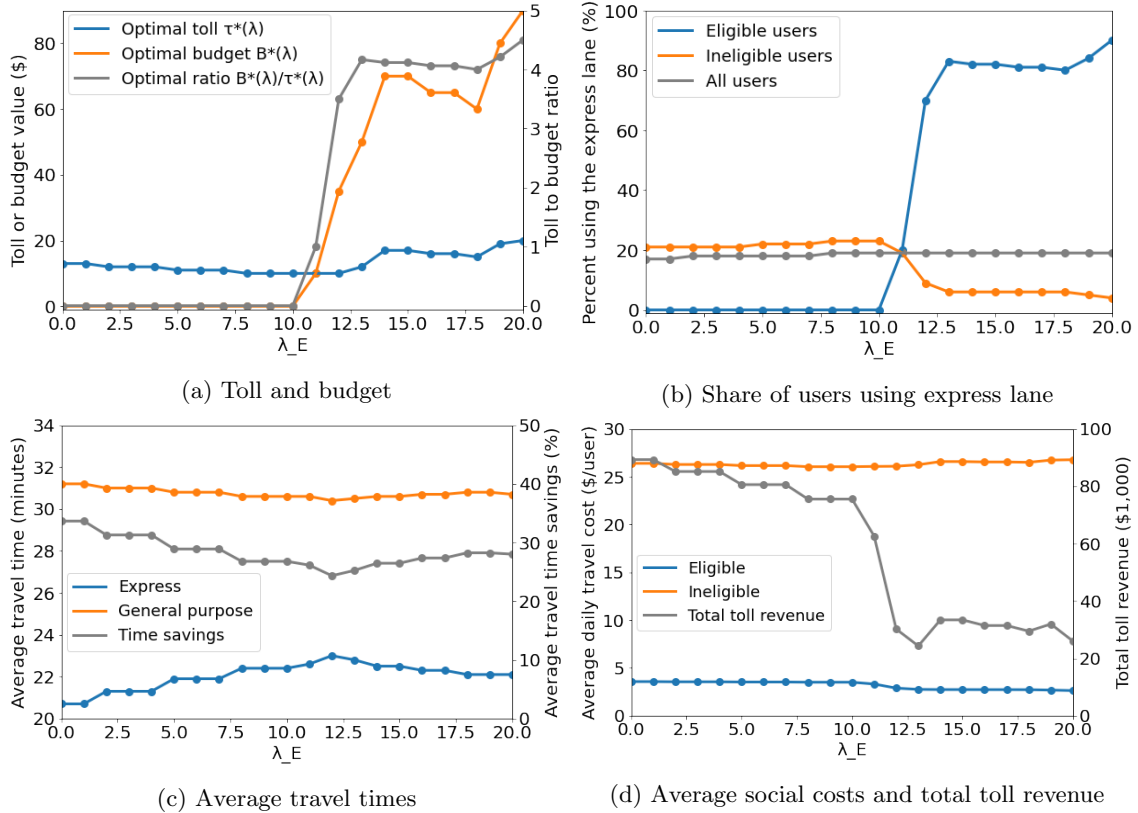 Optimal toll τ*(λ)
Optimal budget B*(λ)
Optimal ratio B*(λ)/τ*(λ)
Toll or budget value ($)
0
20
40
60
80
Toll to budget ratio
0
1
2
3
4
5
0.0 2.5 5.0 7.5 10.0 12.5 15.0 17.5 20.0
λ_E
(a) Toll and budget
Eligible users
Ineligible users
All users
Percent using the express lane (%)
100
80
60
40
20
0
0.0 2.5 5.0 7.5 10.0 12.5 15.0 17.5 20.0
λ_E
(b) Share of users using express lane
Express
General purpose
Time savings
Average travel time (minutes)
34
32
30
28
26
24
22
20
Average travel time savings (%)
50
40
30
20
10
0
0.0 2.5 5.0 7.5 10.0 12.5 15.0 17.5 20.0
λ_E
(c) Average travel times
Eligible
Ineligible
Total toll revenue
Average daily travel cost ($/user)
30
25
20
15
10
5
0
Total toll revenue ($1,000)
100
80
60
40
20
0
0.0 2.5 5.0 7.5 10.0 12.5 15.0 17.5 20.0
λ_E
(d) Average social costs and total toll revenue